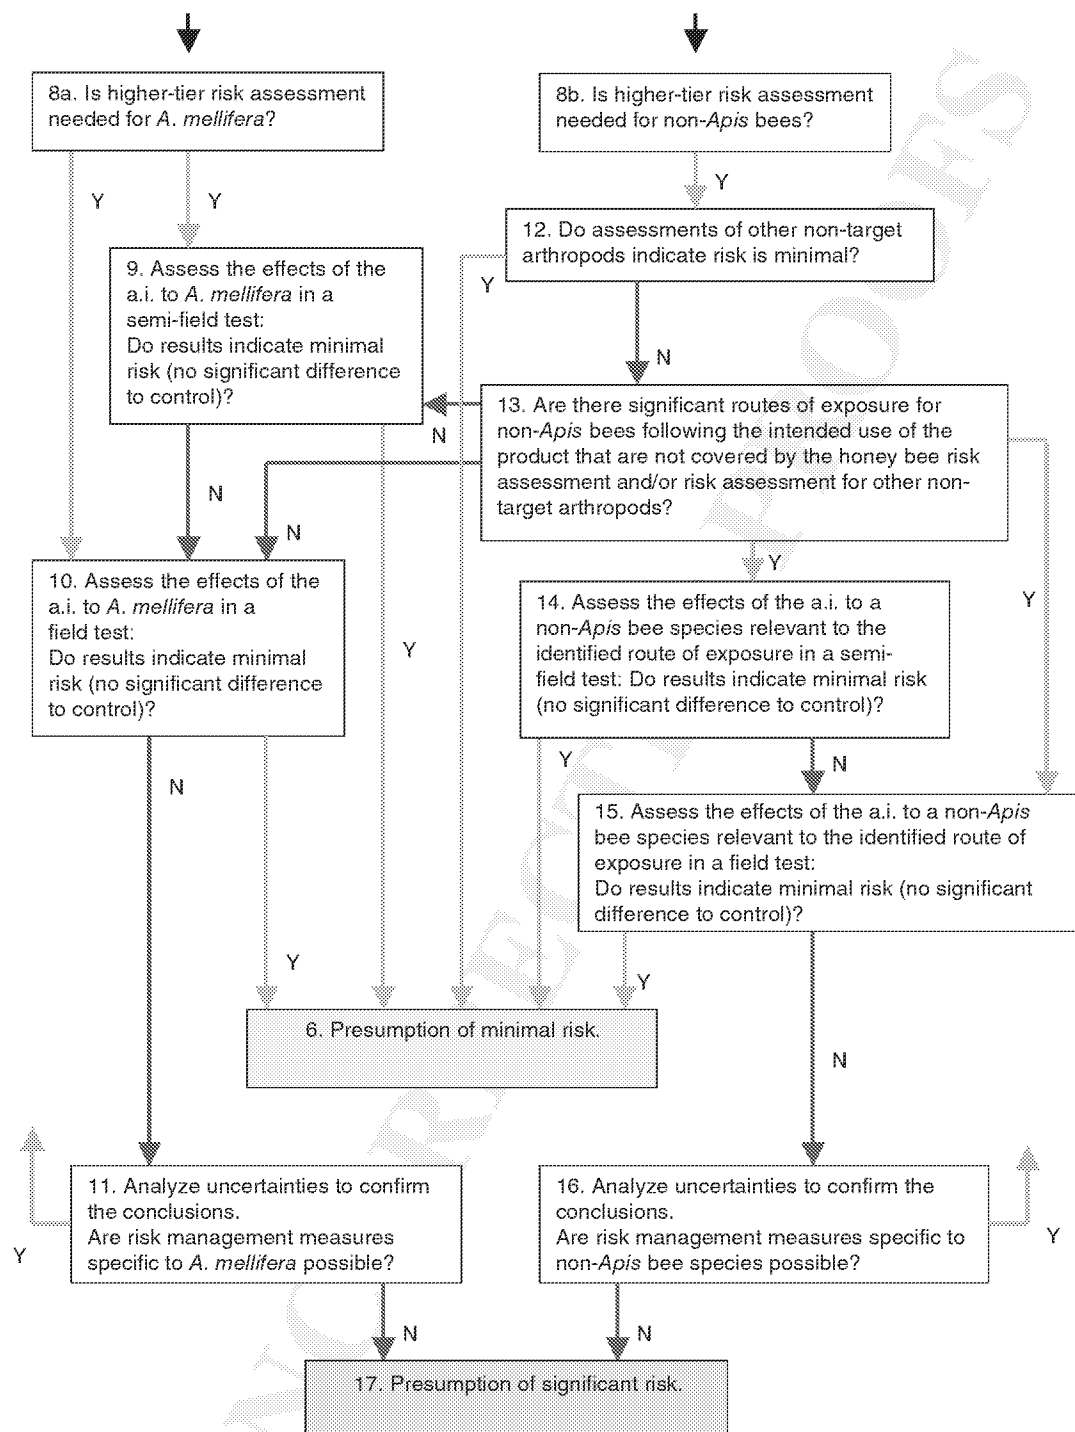 8a. Is higher-tier risk assessment
needed for A. mellifera?
8b. Is higher-tier risk assessment
needed for non-Apis bees?
Y
Y
Y
12. Do assessments of other non-target
arthropods indicate risk is minimal?
9. Assess the effects of the
a.i. to A. mellifera in a
semi-field test:
Do results indicate minimal
risk (no significant difference
to control)?
Y
N
13. Are there significant routes of exposure for
non-Apis bees following the intended use of the
product that are not covered by the honey bee risk
assessment and/or risk assessment for other non-
target arthropods?
N
N
N
Y
Y
10. Assess the effects of the
a.i. to A. mellifera in a
field test:
Do results indicate minimal
risk (no significant difference
to control)?
Y
14. Assess the effects of the a.i. to a
non-Apis bee species relevant to the
identified route of exposure in a semi-
field test: Do results indicate minimal risk
(no significant difference to control)?
N
Y
N
15. Assess the effects of the a.i. to a non-Apis
bee species relevant to the identified route of
exposure in a field test:
Do results indicate minimal risk (no significant
difference to control)?
Y
Y
6. Presumption of minimal risk.
N
11. Analyze uncertainties to confirm
the conclusions.
Are risk management measures
specific to A. mellifera possible?
Y
16. Analyze uncertainties to confirm the
conclusions.
Are risk management measures specific to
non-Apis bee species possible?
Y
N
N
17. Presumption of significant risk.
PROOFS